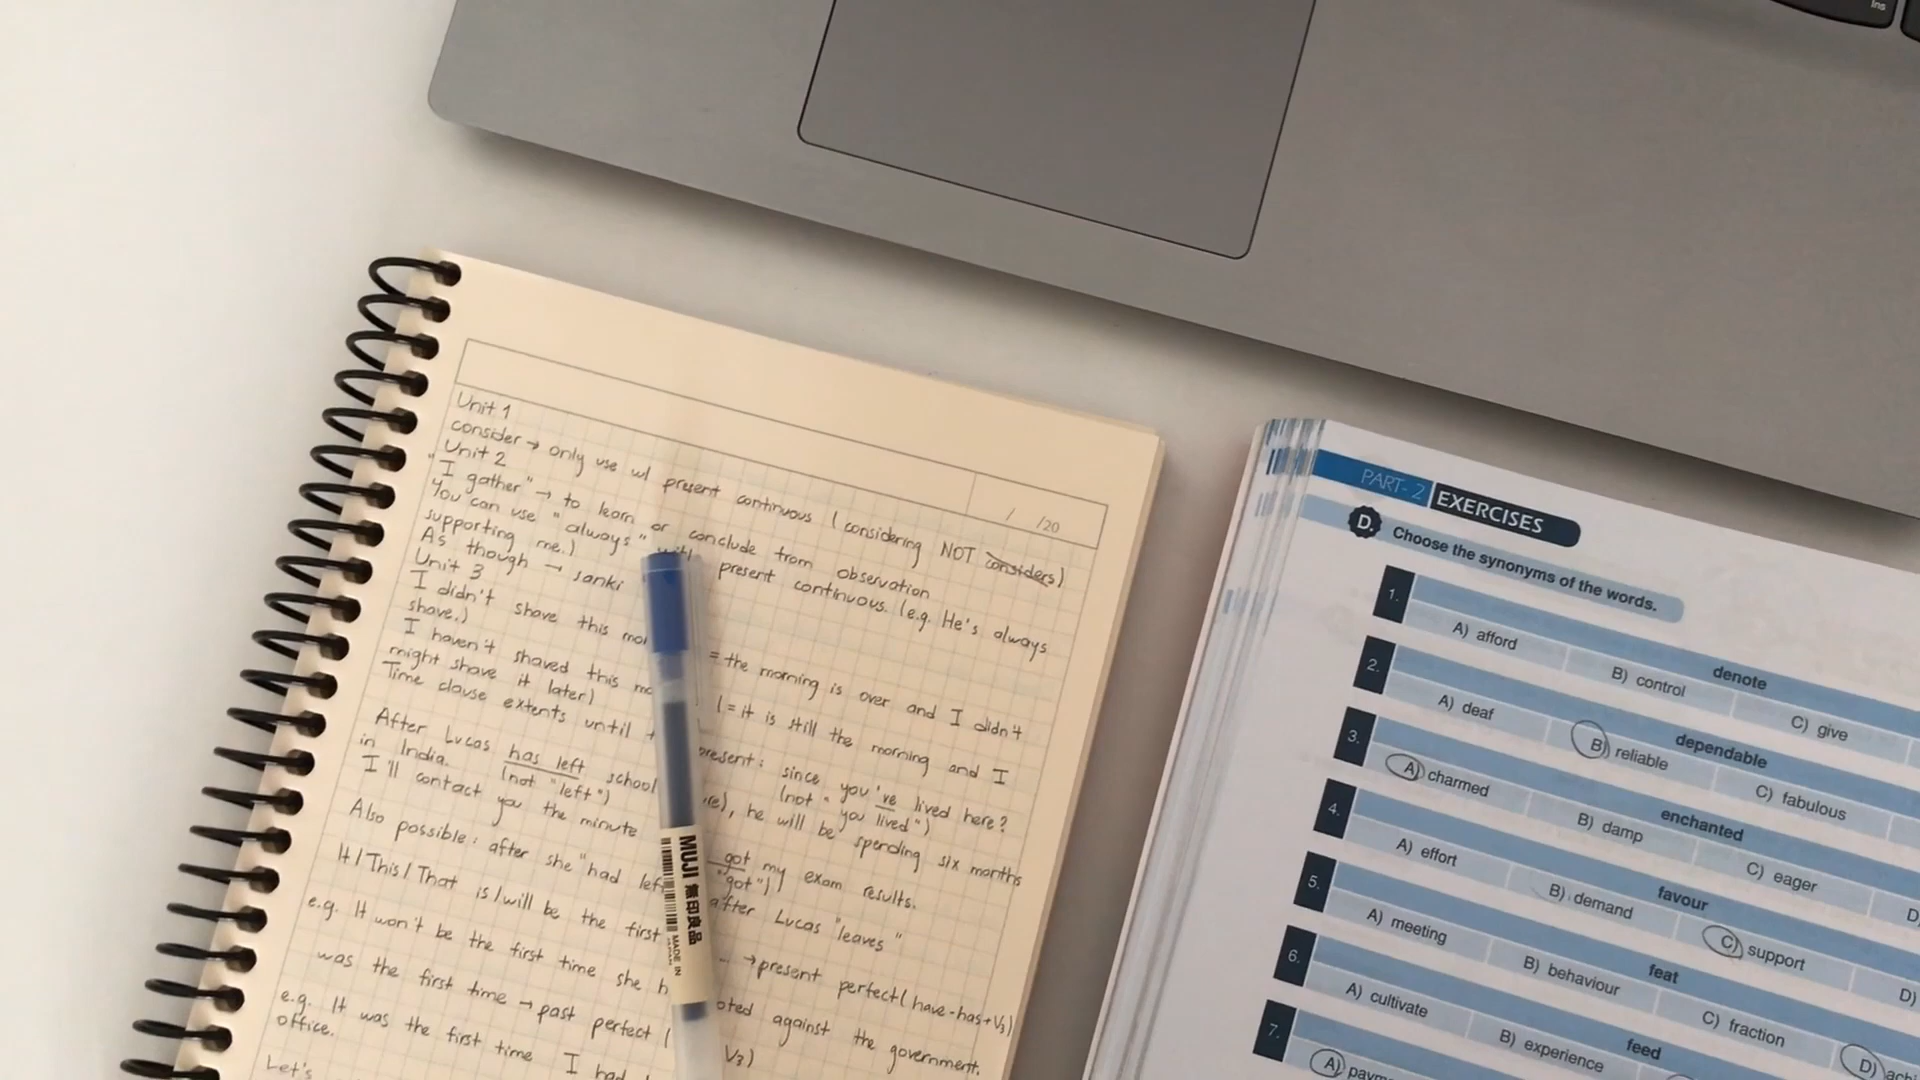 Ins
Unit 1
consider → only use w/ present continuous ( considering NOT considers)
Unit 2
"I gather" → to learn or conclude from observation
You can use "always" with present continuous. (e.g. He's always
supporting me.)
As though → sanki
Unit 3
I didn't shave this = the morning is over and I didn't
shave.)
I haven't shaved this (= it is still the morning and I
might shave it later)
Time clause extents until present: since you've lived here?
(not "you lived")
After Lucas has left school he will be spending six months
in India. (not "left")
I'll contact you the minute got my exam results.
"got")
Also possible: after she "had left after Lucas "leaves"
It / This / That is / will be the first → present perfect (have-has+V3)
e.g. It won't be the first time she against the government.
was the first time → past perfect ( V3)
e.g. It was the first time I had
office.
Let's
/ /20
MUJI 無印良品
MADE IN
JAPAN
PART- 2 EXERCISES
D. Choose the synonyms of the words.
1. denote
A) afford B) control C) give
2. dependable
A) deaf B) reliable C) fabulous
3. enchanted
A) charmed B) damp C) eager
4. favour
A) effort B) demand C) support D)
5. feat
A) meeting B) behaviour C) fraction D)
6. feed
A) cultivate B) experience D)
7.
A)